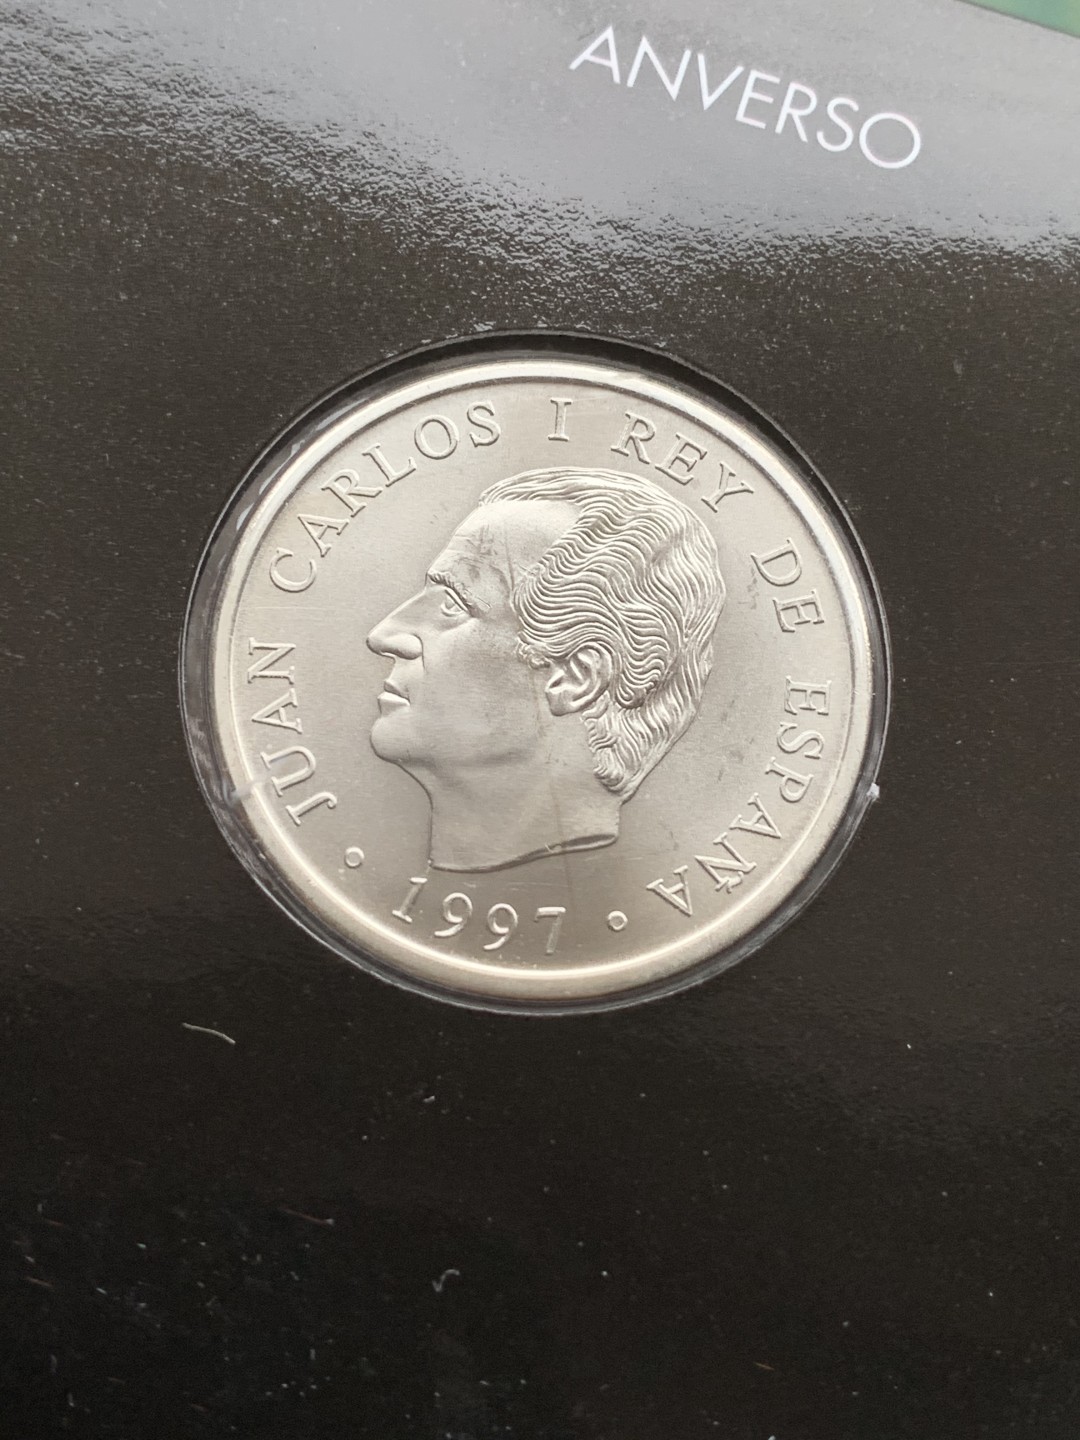 ANVERSO
JUAN CARLOS I REY DE ESPAÑA
1997